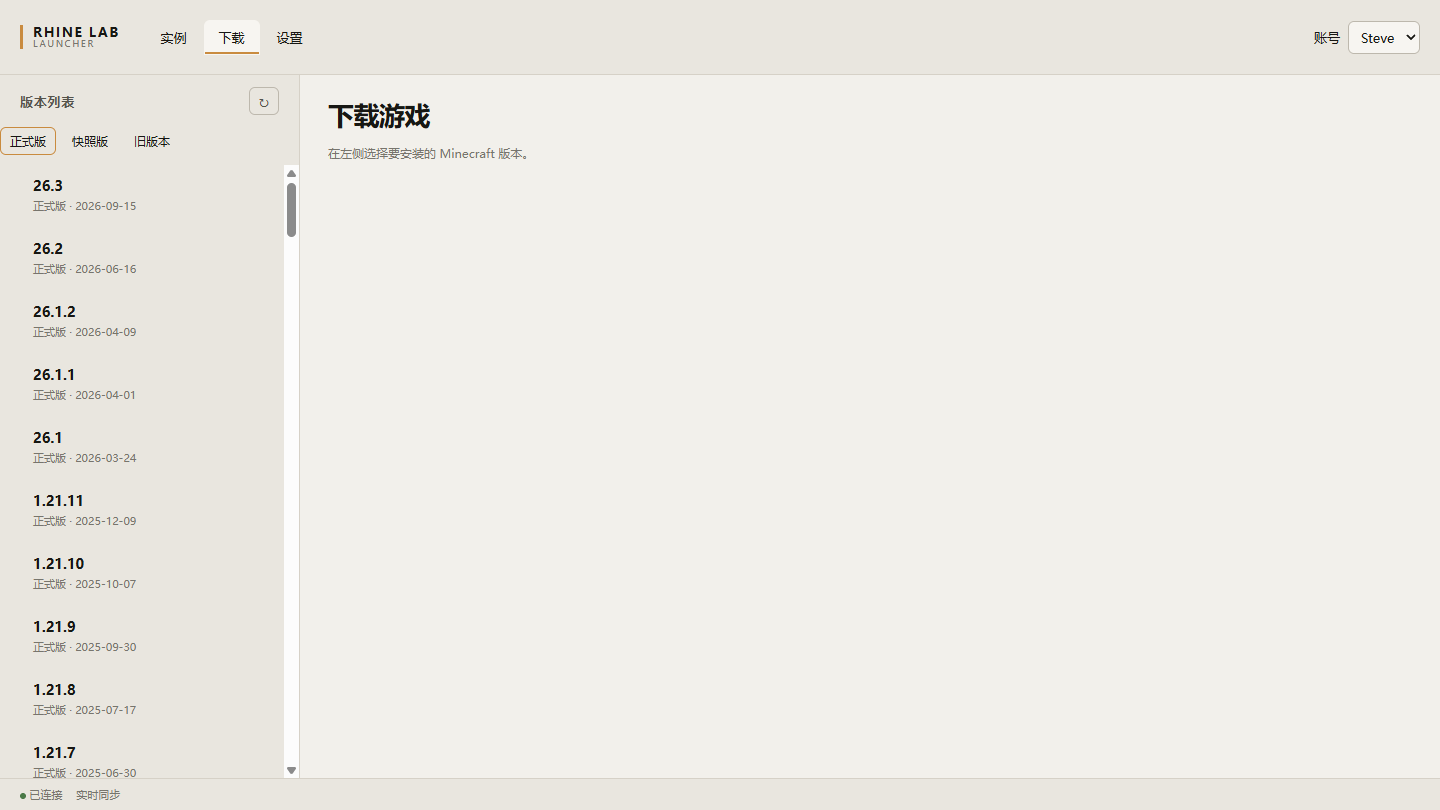 RHINE LAB
LAUNCHER
实例 下载 设置
账号 Steve
版本列表 ↻
正式版 快照版 旧版本
26.3
正式版 · 2026-09-15
26.2
正式版 · 2026-06-16
26.1.2
正式版 · 2026-04-09
26.1.1
正式版 · 2026-04-01
26.1
正式版 · 2026-03-24
1.21.11
正式版 · 2025-12-09
1.21.10
正式版 · 2025-10-07
1.21.9
正式版 · 2025-09-30
1.21.8
正式版 · 2025-07-17
1.21.7
正式版 · 2025-06-30
下载游戏
在左侧选择要安装的 Minecraft 版本。
已连接 实时同步